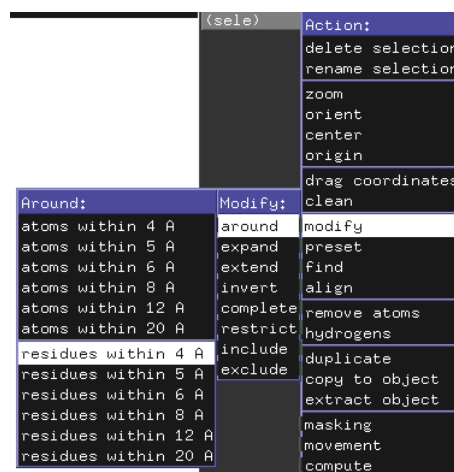 (sele)
Action:
delete selection
rename selection
zoom
orient
center
origin
drag coordinates
clean
modify
preset
find
align
remove atoms
hydrogens
duplicate
copy to object
extract object
masking
movement
compute
Modify:
around
expand
extend
invert
complete
restrict
include
exclude
Around:
atoms within 4 A
atoms within 5 A
atoms within 6 A
atoms within 8 A
atoms within 12 A
atoms within 20 A
residues within 4 A
residues within 5 A
residues within 6 A
residues within 8 A
residues within 12 A
residues within 20 A